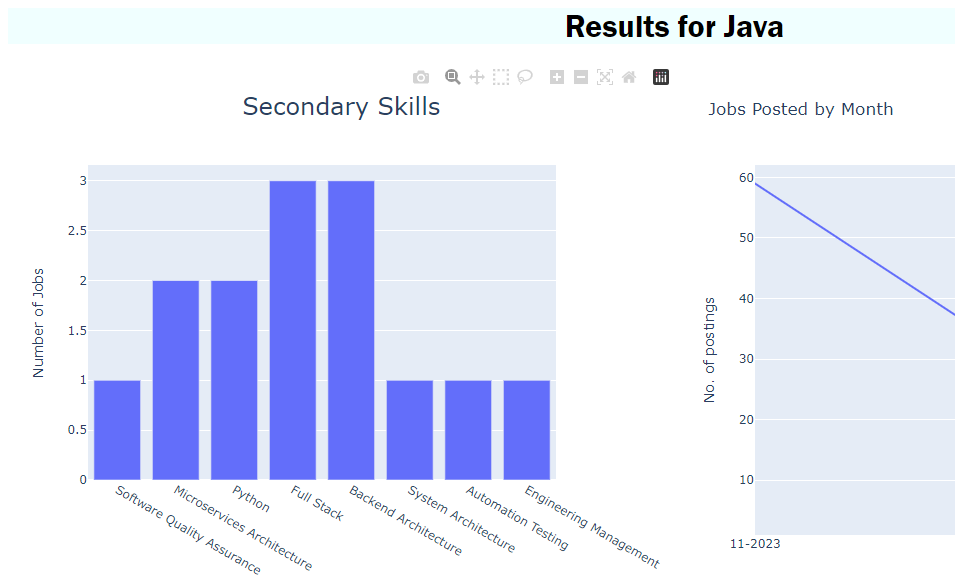 Results for Java
Secondary Skills
Number of Jobs
3
2.5
2
1.5
1
0.5
0
Software Quality Assurance
Microservices Architecture
Python
Full Stack
Backend Architecture
System Architecture
Automation Testing
Engineering Management
Jobs Posted by Month
No. of postings
60
50
40
30
20
10
11-2023